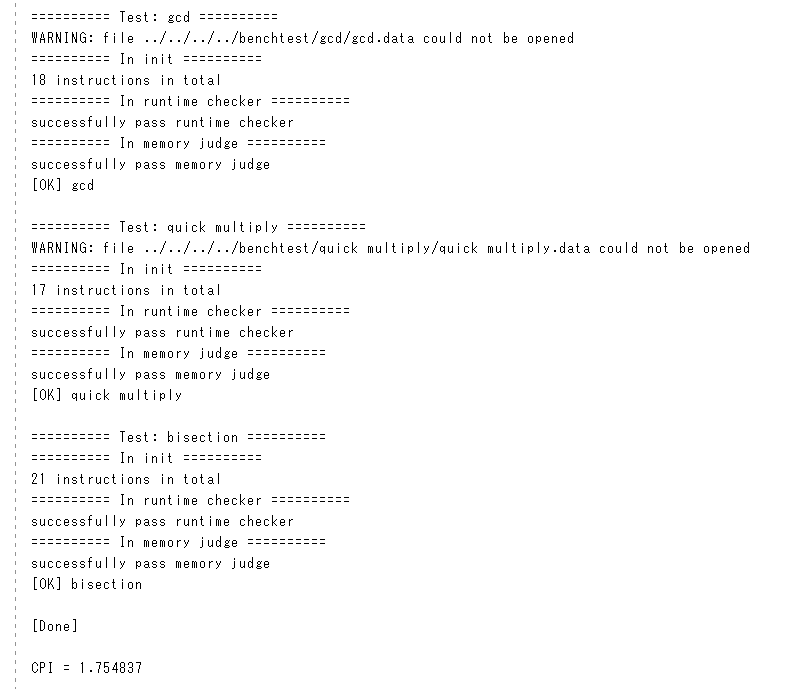 ========== Test: gcd ==========
WARNING: file ../../../../benchtest/gcd/gcd.data could not be opened
========== In init ==========
18 instructions in total
========== In runtime checker ==========
successfully pass runtime checker
========== In memory judge ==========
successfully pass memory judge
[OK] gcd
========== Test: quick multiply ==========
WARNING: file ../../../../benchtest/quick multiply/quick multiply.data could not be opened
========== In init ==========
17 instructions in total
========== In runtime checker ==========
successfully pass runtime checker
========== In memory judge ==========
successfully pass memory judge
[OK] quick multiply
========== Test: bisection ==========
========== In init ==========
21 instructions in total
========== In runtime checker ==========
successfully pass runtime checker
========== In memory judge ==========
successfully pass memory judge
[OK] bisection
[Done]
CPI = 1.754837